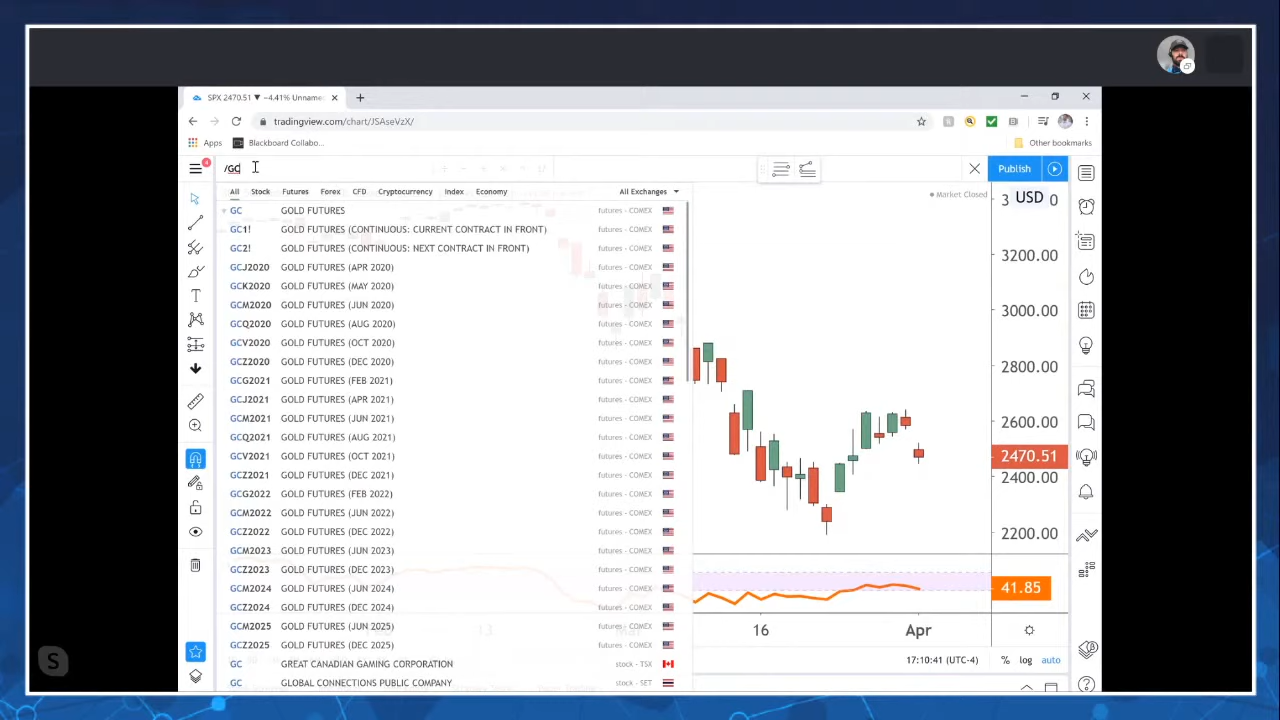 SPX 2470.51 ▼ −4.41% Unname
tradingview.com/chart/JSAseVzX/
Apps Blackboard Collabo... Other bookmarks
/GC Publish
All Stock Futures Forex CFD Cryptocurrency Index Economy All Exchanges
Market Closed
USD
GC GOLD FUTURES futures - COMEX
GC1! GOLD FUTURES (CONTINUOUS: CURRENT CONTRACT IN FRONT) futures - COMEX
GC2! GOLD FUTURES (CONTINUOUS: NEXT CONTRACT IN FRONT) futures - COMEX
GCJ2020 GOLD FUTURES (APR 2020) futures - COMEX
GCK2020 GOLD FUTURES (MAY 2020) futures - COMEX
GCM2020 GOLD FUTURES (JUN 2020) futures - COMEX
GCQ2020 GOLD FUTURES (AUG 2020) futures - COMEX
GCV2020 GOLD FUTURES (OCT 2020) futures - COMEX
GCZ2020 GOLD FUTURES (DEC 2020) futures - COMEX
GCG2021 GOLD FUTURES (FEB 2021) futures - COMEX
GCJ2021 GOLD FUTURES (APR 2021) futures - COMEX
GCM2021 GOLD FUTURES (JUN 2021) futures - COMEX
GCQ2021 GOLD FUTURES (AUG 2021) futures - COMEX
GCV2021 GOLD FUTURES (OCT 2021) futures - COMEX
GCZ2021 GOLD FUTURES (DEC 2021) futures - COMEX
GCG2022 GOLD FUTURES (FEB 2022) futures - COMEX
GCM2022 GOLD FUTURES (JUN 2022) futures - COMEX
GCZ2022 GOLD FUTURES (DEC 2022) futures - COMEX
GCM2023 GOLD FUTURES (JUN 2023) futures - COMEX
GCZ2023 GOLD FUTURES (DEC 2023) futures - COMEX
GCM2024 GOLD FUTURES (JUN 2024) futures - COMEX
GCZ2024 GOLD FUTURES (DEC 2024) futures - COMEX
GCM2025 GOLD FUTURES (JUN 2025) futures - COMEX
GCZ2025 GOLD FUTURES (DEC 2025) futures - COMEX
GC GREAT CANADIAN GAMING CORPORATION stock - TSX
GC GLOBAL CONNECTIONS PUBLIC COMPANY stock - SET
3200.00
3000.00
2800.00
2600.00
2470.51
2400.00
2200.00
41.85
13 16 Apr
17:10:41 (UTC-4) % log auto